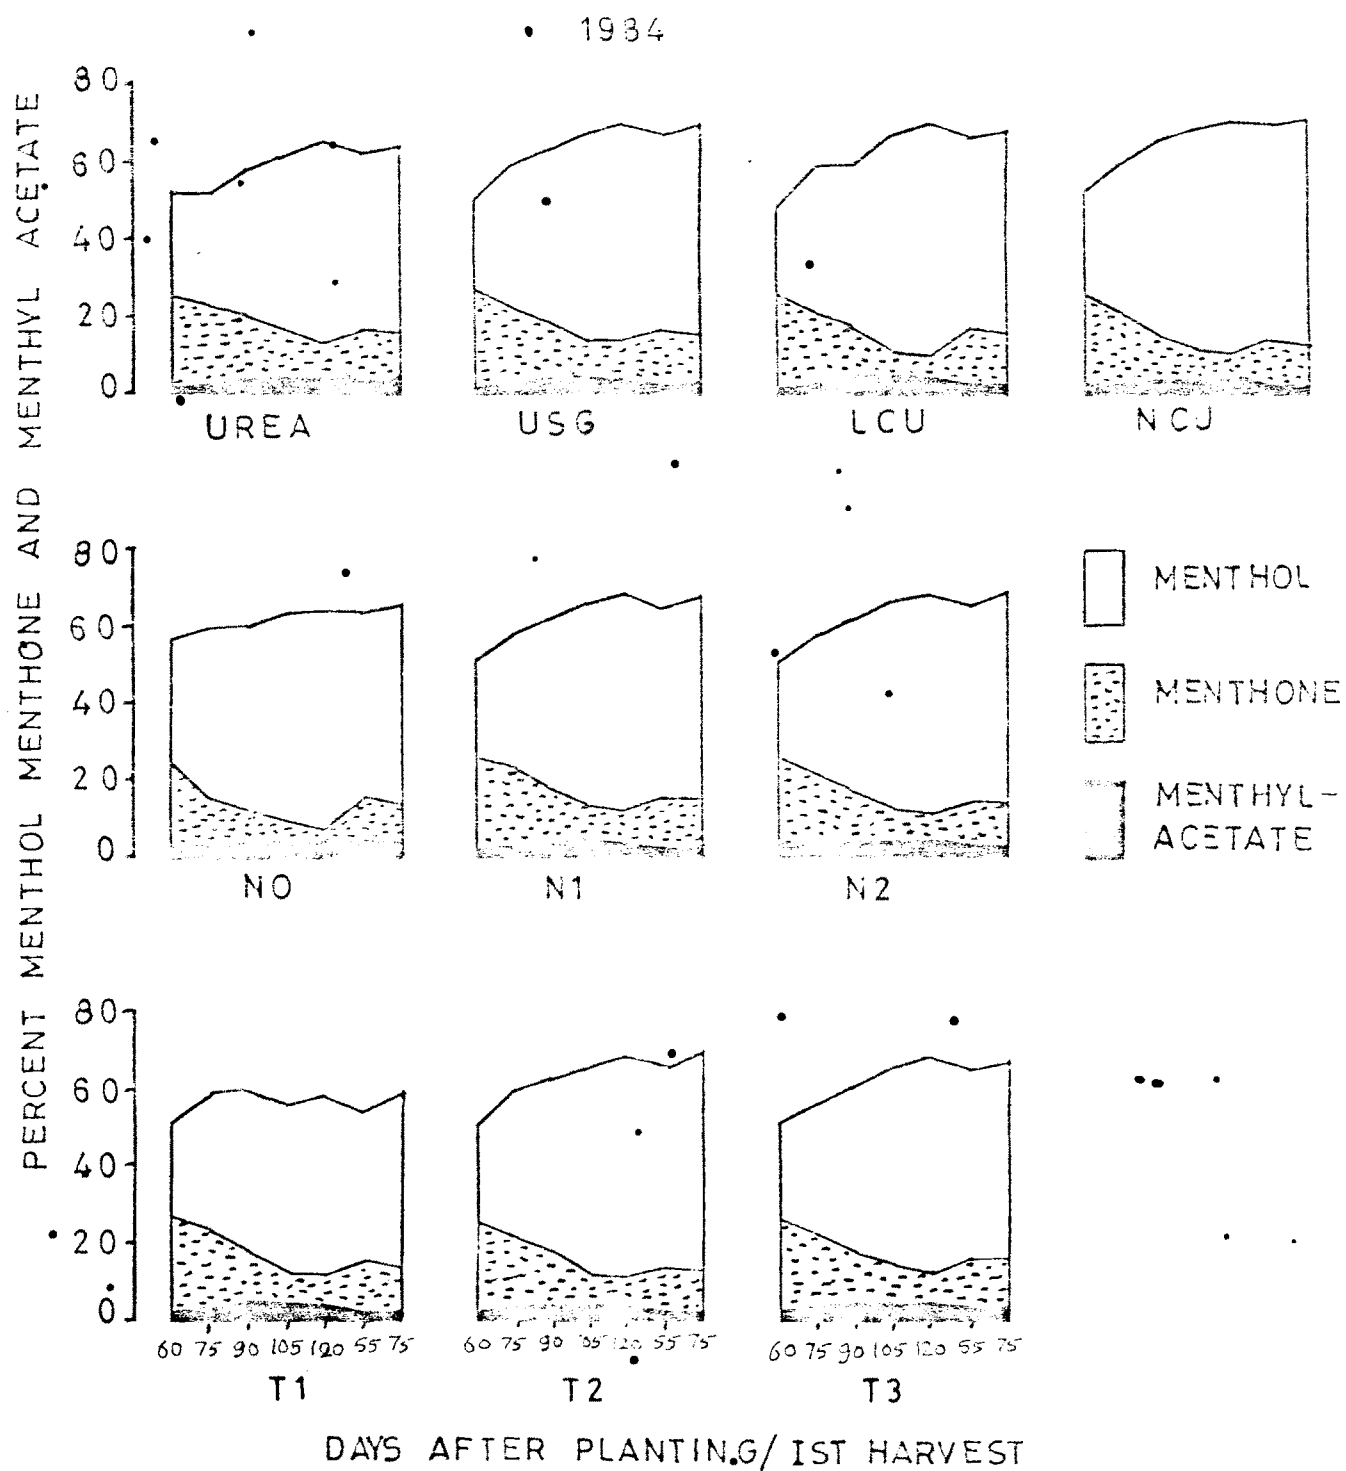 1984
PERCENT MENTHOL MENTHONE AND MENTHYL ACETATE
80
60
40
20
0
UREA
USG
LCU
NCU
80
60
40
20
0
N0
N1
N2
MENTHOL
MENTHONE
MENTHYL-
ACETATE
80
60
40
20
0
60 75 90 105 120 55 75
60 75 90 105 120 55 75
60 75 90 105 120 55 75
T1
T2
T3
DAYS AFTER PLANTING/IST HARVEST